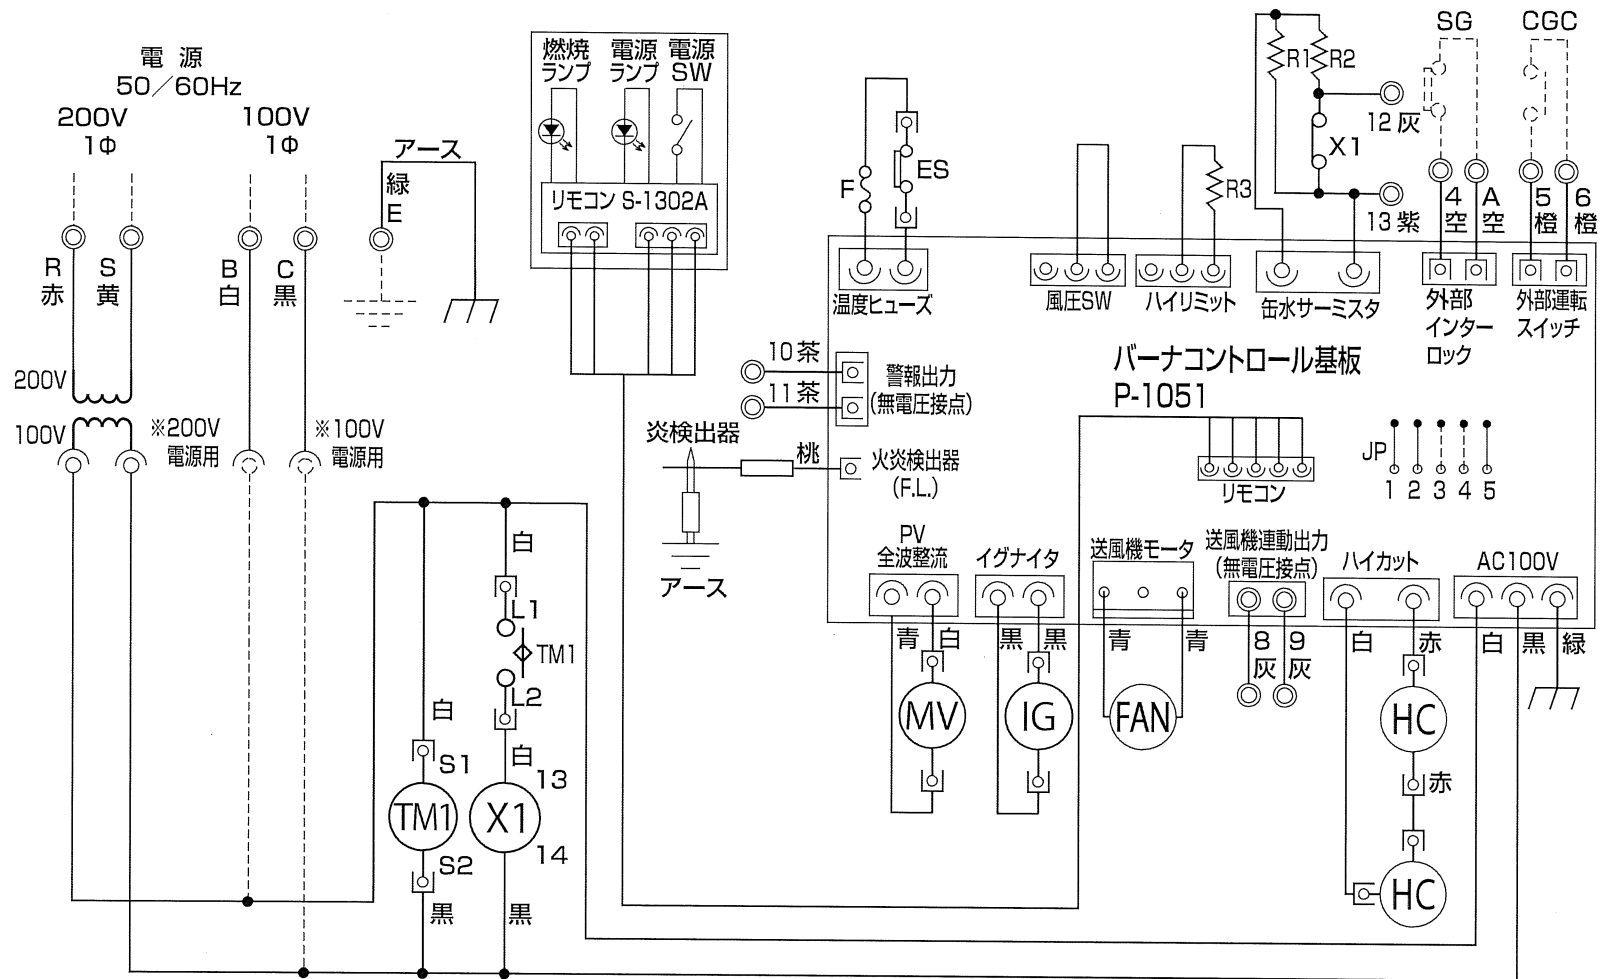 電 源
50／60Hz
200V
1Φ
100V
1Φ
アース
緑
E
R
赤
S
黄
B
白
C
黒
200V
100V
※200V
電源用
※100V
電源用
燃焼
ランプ
電源
ランプ
電源
SW
リモコン S-1302A
F
ES
温度ヒューズ
風圧SW
R3
ハイリミット
R1
R2
X1
12灰
13紫
缶水サーミスタ
SG
4
空
A
空
外部
インター
ロック
CGC
5
橙
6
橙
外部運転
スイッチ
バーナコントロール基板
P-1051
10茶
11茶
警報出力
(無電圧接点)
炎検出器
桃
火炎検出器
(F.L.)
アース
リモコン
JP
1 2 3 4 5
PV
全波整流
イグナイタ
送風機モータ
送風機連動出力
(無電圧接点)
ハイカット
AC100V
青
白
黒
黒
青
青
8
灰
9
灰
白
赤
白
黒
緑
MV
IG
FAN
HC
赤
HC
白
L1
TM1
L2
白
白
S1
TM1
S2
黒
13
X1
14
黒